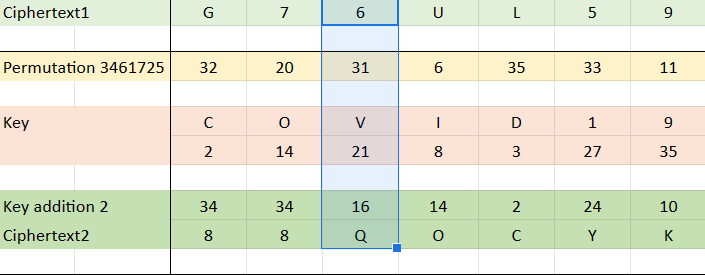 Ciphertext1 G 7 6 U L 5 9
Permutation 3461725 32 20 31 6 35 33 11
Key C O V I D 1 9
2 14 21 8 3 27 35
Key addition 2 34 34 16 14 2 24 10
Ciphertext2 8 8 Q O C Y K